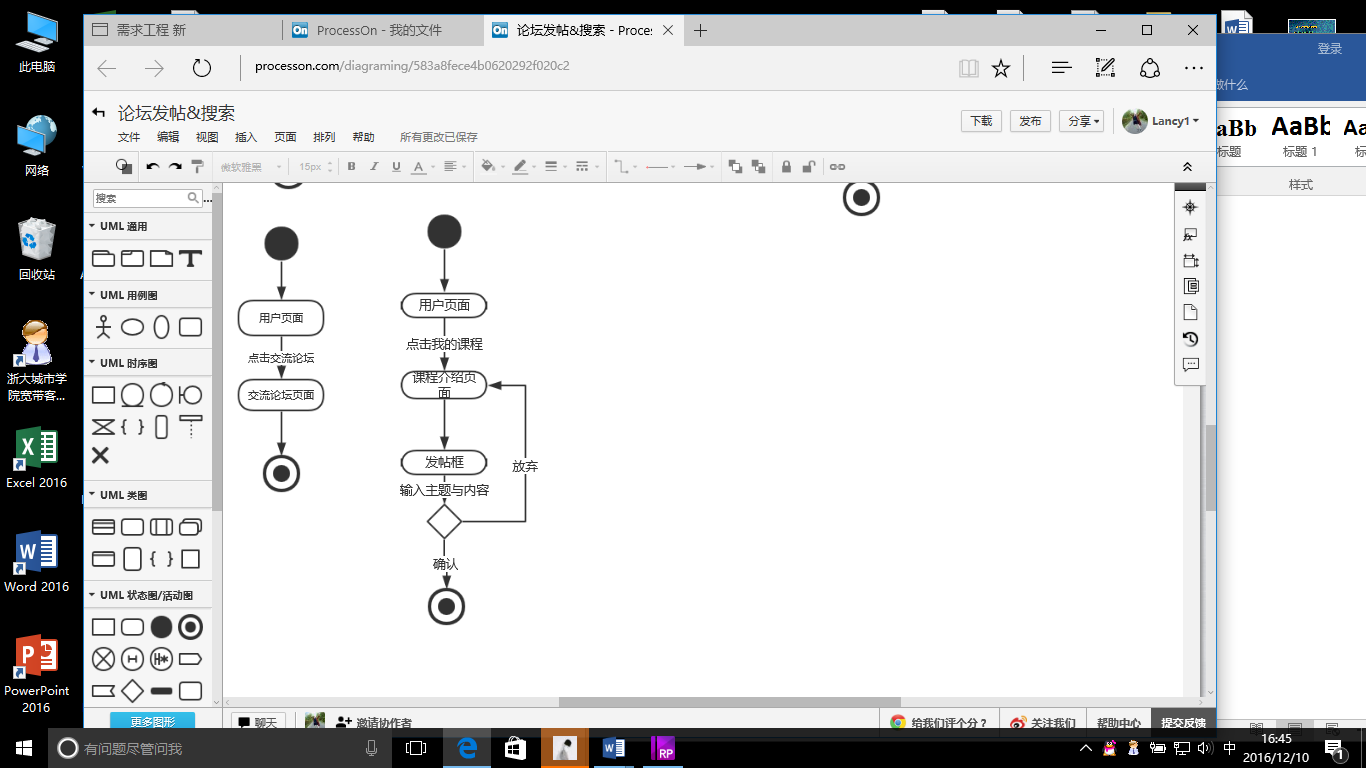 此电脑
网络
回收站
浙大城市学
院宽带客...
Excel 2016
Word 2016
PowerPoint
2016
需求工程 新
On ProcessOn - 我的文件
On 论坛发帖&搜索 - Proces
processon.com/diagraming/583a8fece4b0620292f020c2
登录
做什么
论坛发帖&搜索
文件 编辑 视图 插入 页面 排列 帮助 所有更改已保存
下载 发布 分享 Lancy1
AaBb AaBb
标题 标题 1
样式
微软雅黑 15px B I U A
搜索
UML 通用
UML 用例图
UML 时序图
UML 类图
UML 状态图/活动图
更多图形
用户页面
点击交流论坛
交流论坛页面
用户页面
点击我的课程
课程介绍页
面
发帖框
放弃
输入主题与内容
确认
聊天 邀请协作者 给我们评个分？ 关注我们 帮助中心 提交反馈
有问题尽管问我
RP
中
16:45
2016/12/10
1